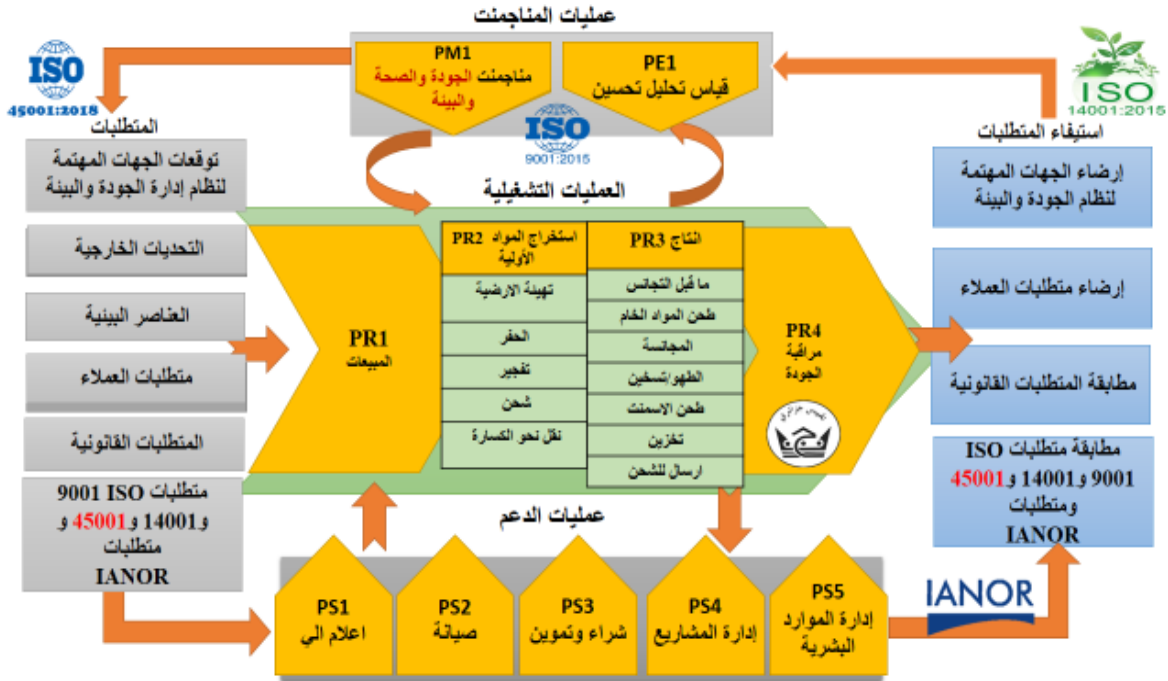 عمليات المناجمنت
ISO
45001:2018
PM1
مناجمنت الجودة والصحة
والبيئة
PE1
قياس تحليل تحسين
ISO
9001:2015
ISO
14001:2015
المتطلبات
توقعات الجهات المهتمة
لنظام إدارة الجودة والبيئة
التحديات الخارجية
العناصر البيئية
متطلبات العملاء
المتطلبات القانونية
متطلبات ISO 9001
و14001 و45001 و
متطلبات
IANOR
العمليات التشغيلية
PR1
المبيعات
PR2 استخراج المواد
الأولية
تهيئة الارضية
الحفر
تفجير
شحن
نقل نحو الكسارة
PR3 انتاج
ما قبل التجانس
طحن المواد الخام
المجانسة
الطهو/تسخين
طحن الاسمنت
تخزين
ارسال للشحن
PR4
مراقبة
الجودة
استيفاء المتطلبات
إرضاء الجهات المهتمة
لنظام الجودة والبيئة
إرضاء متطلبات العملاء
مطابقة المتطلبات القانونية
مطابقة متطلبات ISO
9001 و14001 و45001
ومتطلبات
IANOR
عمليات الدعم
PS1
اعلام الي
PS2
صيانة
PS3
شراء وتموين
PS4
إدارة المشاريع
PS5
إدارة الموارد
البشرية
IANOR